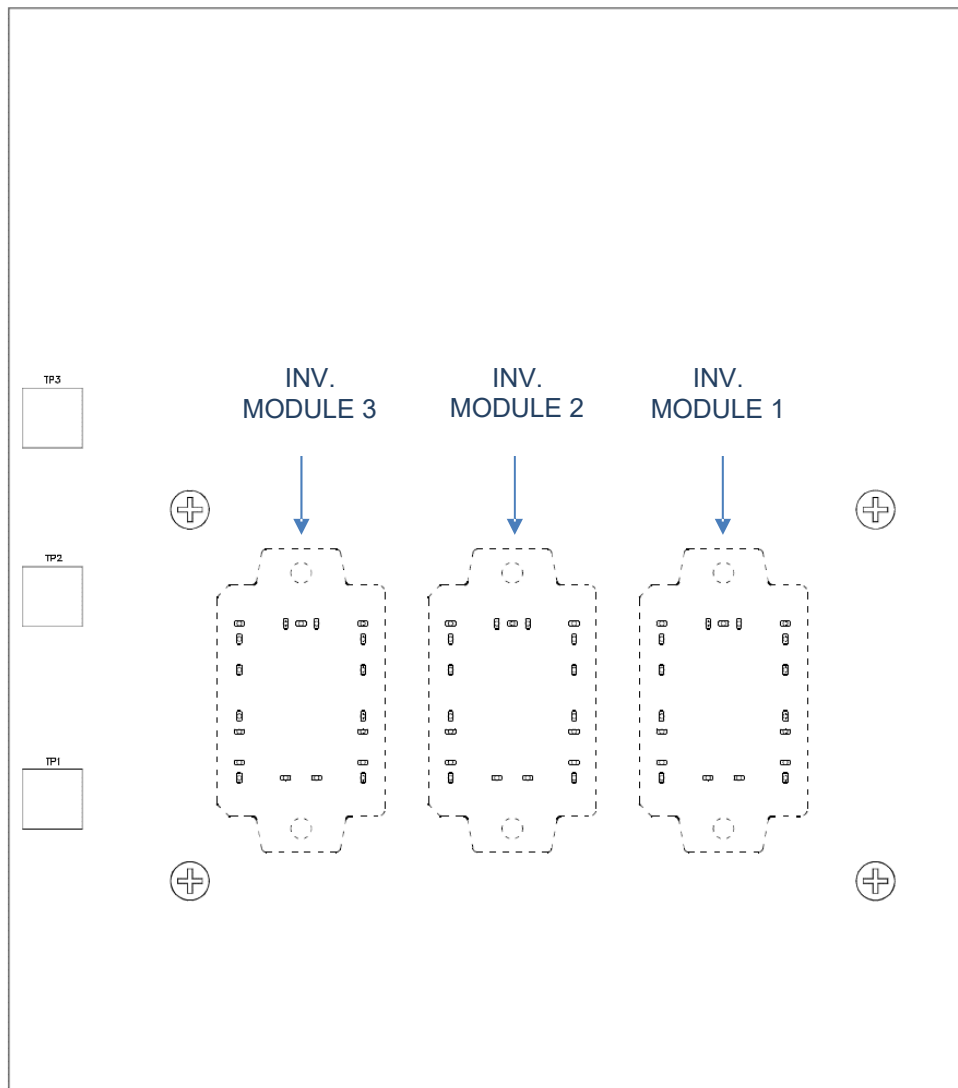 TP3
INV.
MODULE 3
INV.
MODULE 2
INV.
MODULE 1
TP2
TP1